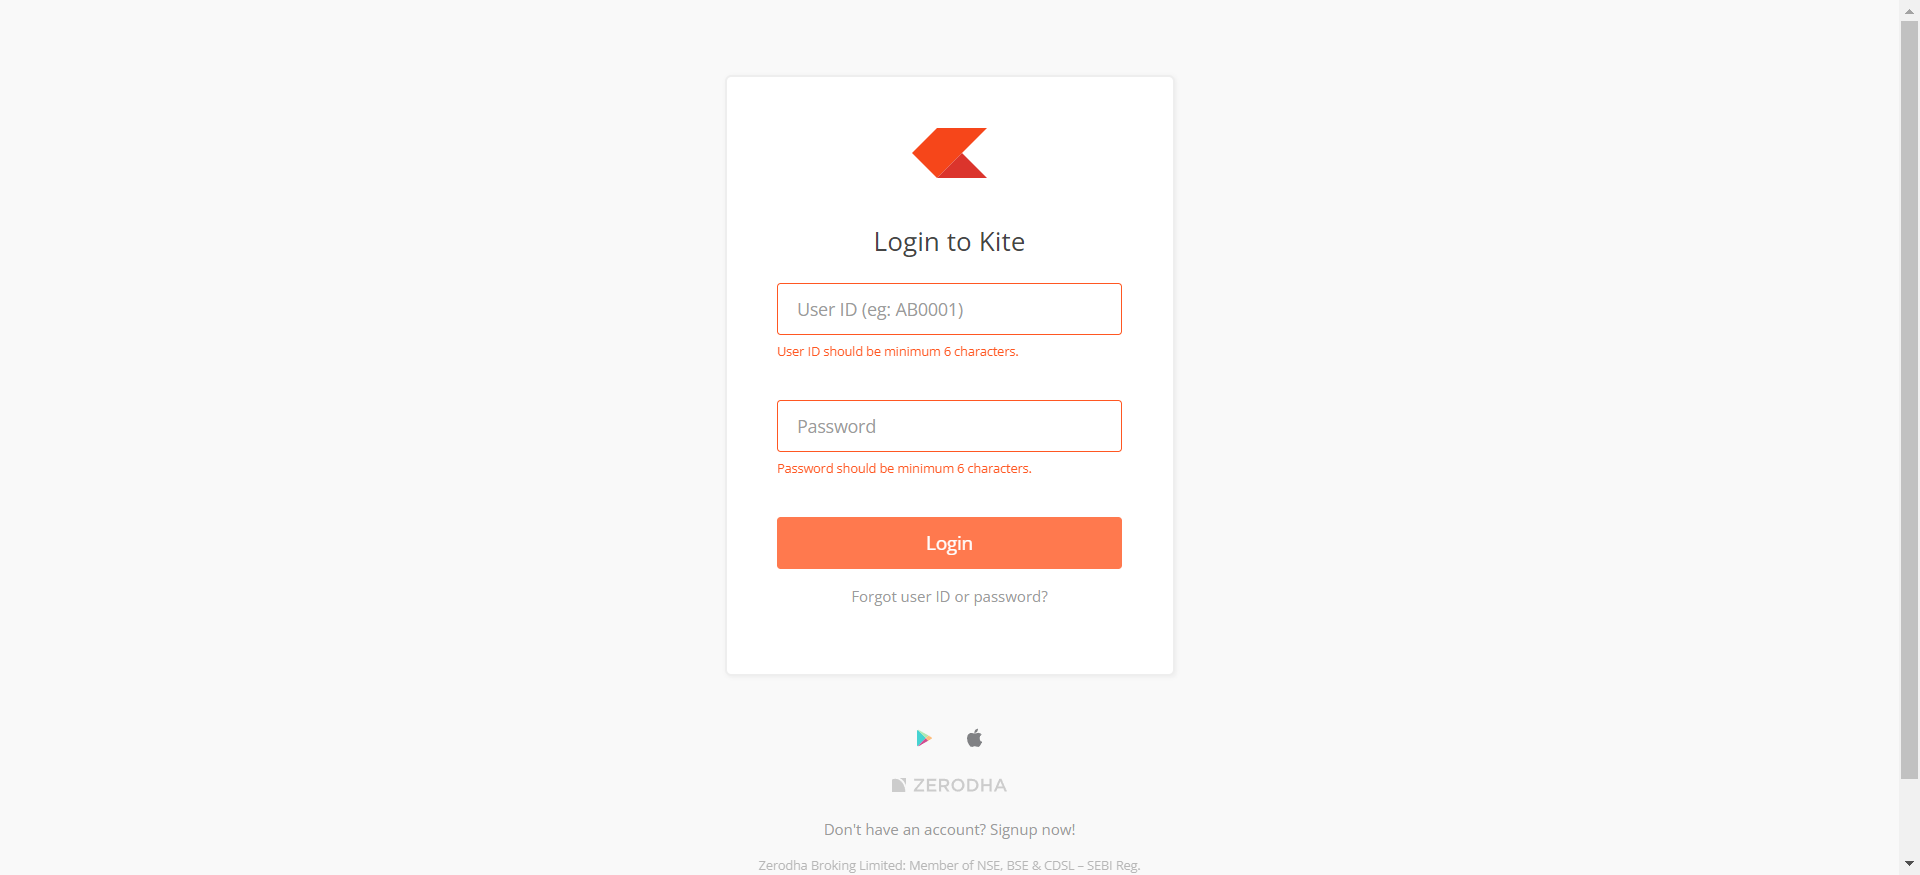 Login to Kite
User ID (eg: AB0001)
User ID should be minimum 6 characters.
Password
Password should be minimum 6 characters.
Login
Forgot user ID or password?
ZERODHA
Don't have an account? Signup now!
Zerodha Broking Limited: Member of NSE, BSE & CDSL – SEBI Reg.